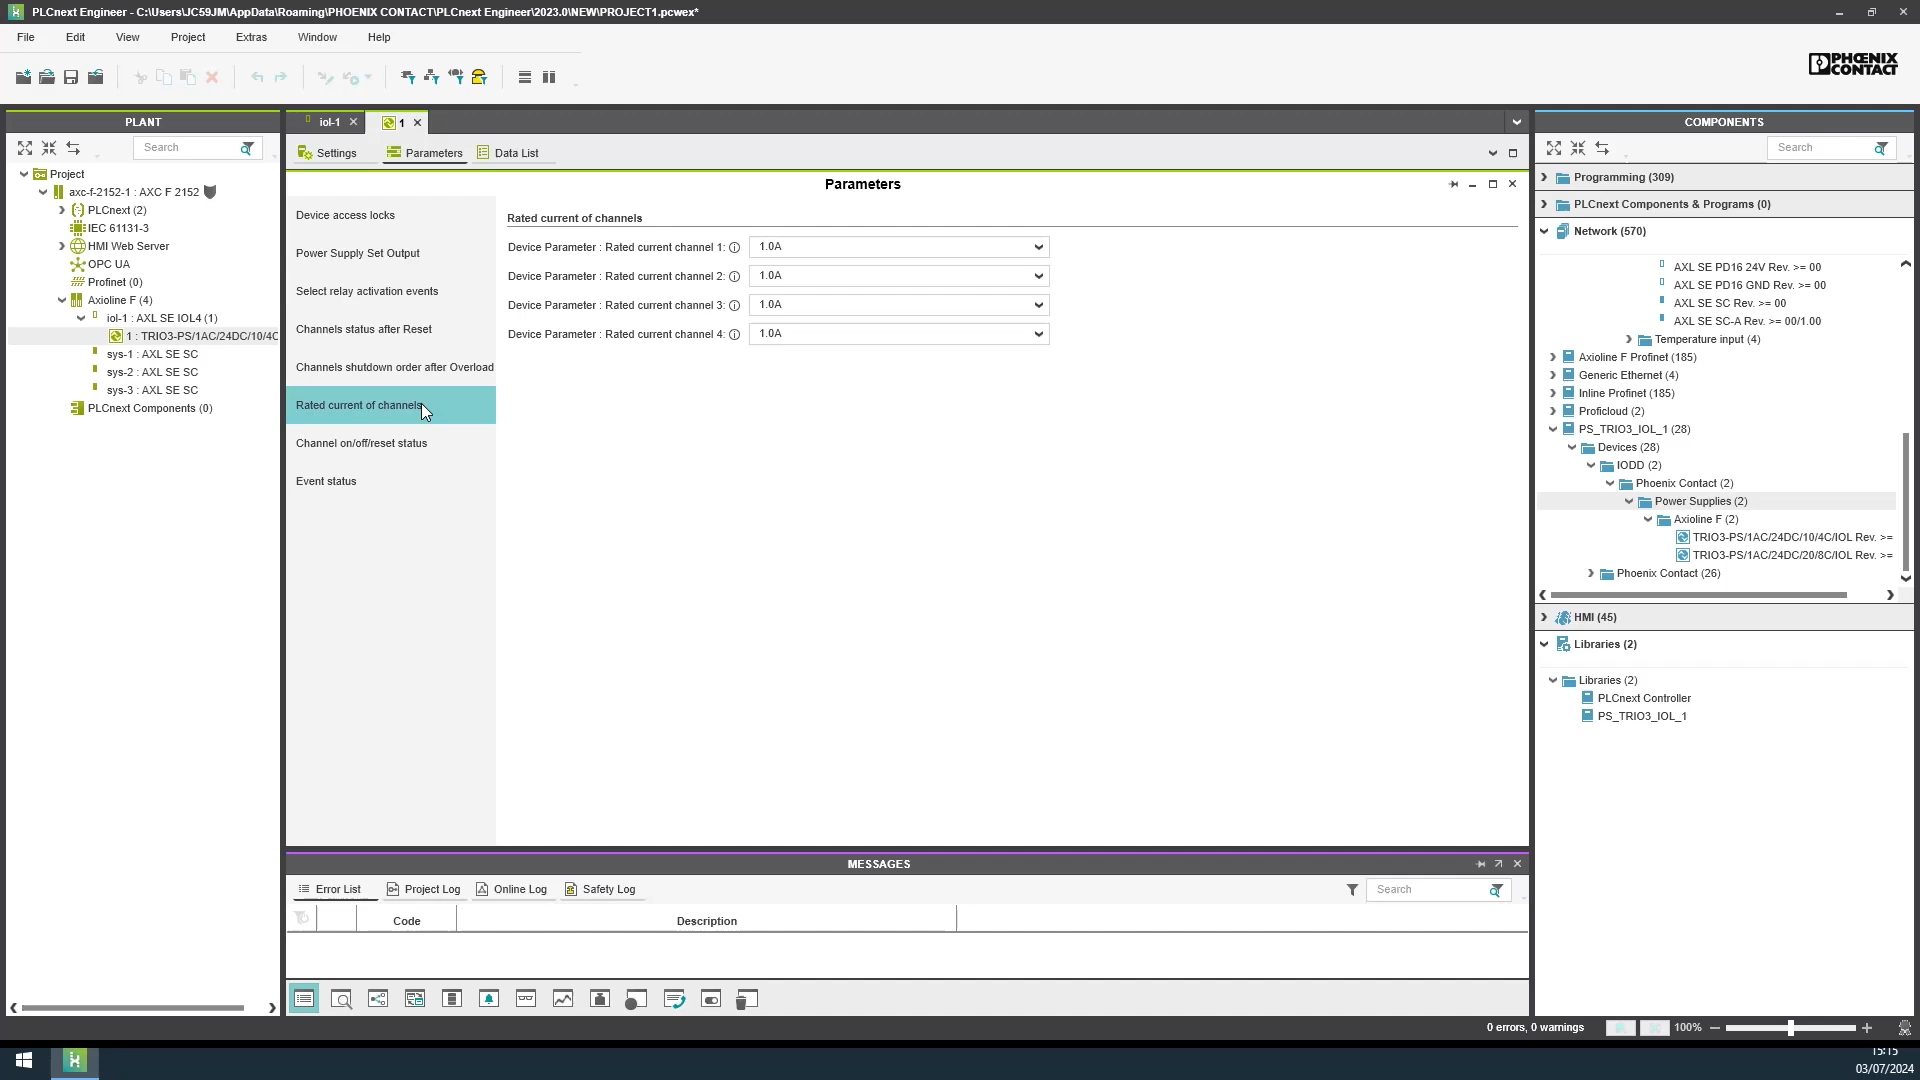 PLCnext Engineer - C:\Users\JC59JM\AppData\Roaming\PHOENIX CONTACT\PLCnext Engineer\2023.0\NEW\PROJECT1.pcwex*
File Edit View Project Extras Window Help
PHŒNIX CONTACT
PLANT
Search
Project
axc-f-2152-1 : AXC F 2152
PLCnext (2)
IEC 61131-3
HMI Web Server
OPC UA
Profinet (0)
Axioline F (4)
iol-1 : AXL SE IOL4 (1)
1 : TRIO3-PS/1AC/24DC/10/4C
sys-1 : AXL SE SC
sys-2 : AXL SE SC
sys-3 : AXL SE SC
PLCnext Components (0)
iol-1
1
Settings Parameters Data List
Parameters
Device access locks
Power Supply Set Output
Select relay activation events
Channels status after Reset
Channels shutdown order after Overload
Rated current of channels
Channel on/off/reset status
Event status
Rated current of channels
Device Parameter : Rated current channel 1: 1.0A
Device Parameter : Rated current channel 2: 1.0A
Device Parameter : Rated current channel 3: 1.0A
Device Parameter : Rated current channel 4: 1.0A
MESSAGES
Error List Project Log Online Log Safety Log Search
Code Description
COMPONENTS
Search
Programming (309)
PLCnext Components & Programs (0)
Network (570)
AXL SE PD16 24V Rev. >= 00
AXL SE PD16 GND Rev. >= 00
AXL SE SC Rev. >= 00
AXL SE SC-A Rev. >= 00/1.00
Temperature input (4)
Axioline F Profinet (185)
Generic Ethernet (4)
Inline Profinet (185)
Proficloud (2)
PS_TRIO3_IOL_1 (28)
Devices (28)
IODD (2)
Phoenix Contact (2)
Power Supplies (2)
Axioline F (2)
TRIO3-PS/1AC/24DC/10/4C/IOL Rev. >=
TRIO3-PS/1AC/24DC/20/8C/IOL Rev. >=
Phoenix Contact (26)
HMI (45)
Libraries (2)
Libraries (2)
PLCnext Controller
PS_TRIO3_IOL_1
0 errors, 0 warnings 100%
15:15
03/07/2024